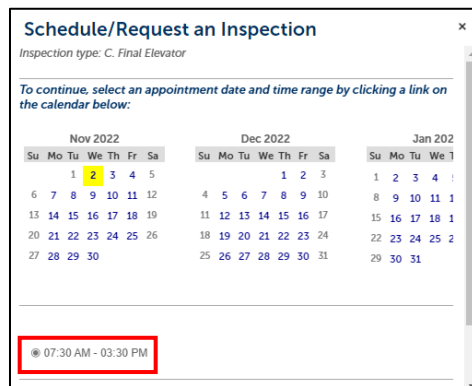 Schedule/Request an Inspection
×
Inspection type: C. Final Elevator
To continue, select an appointment date and time range by clicking a link on
the calendar below:
Nov 2022 Dec 2022 Jan 202
Su Mo Tu We Th Fr Sa Su Mo Tu We Th Fr Sa Su Mo Tu We T
1 2 3 4 5 1 2 3 1 2 3 4
6 7 8 9 10 11 12 4 5 6 7 8 9 10 8 9 10 11 1
13 14 15 16 17 18 19 11 12 13 14 15 16 17 15 16 17 18 1
20 21 22 23 24 25 26 18 19 20 21 22 23 24 22 23 24 25 2
27 28 29 30 25 26 27 28 29 30 31 29 30 31
07:30 AM - 03:30 PM